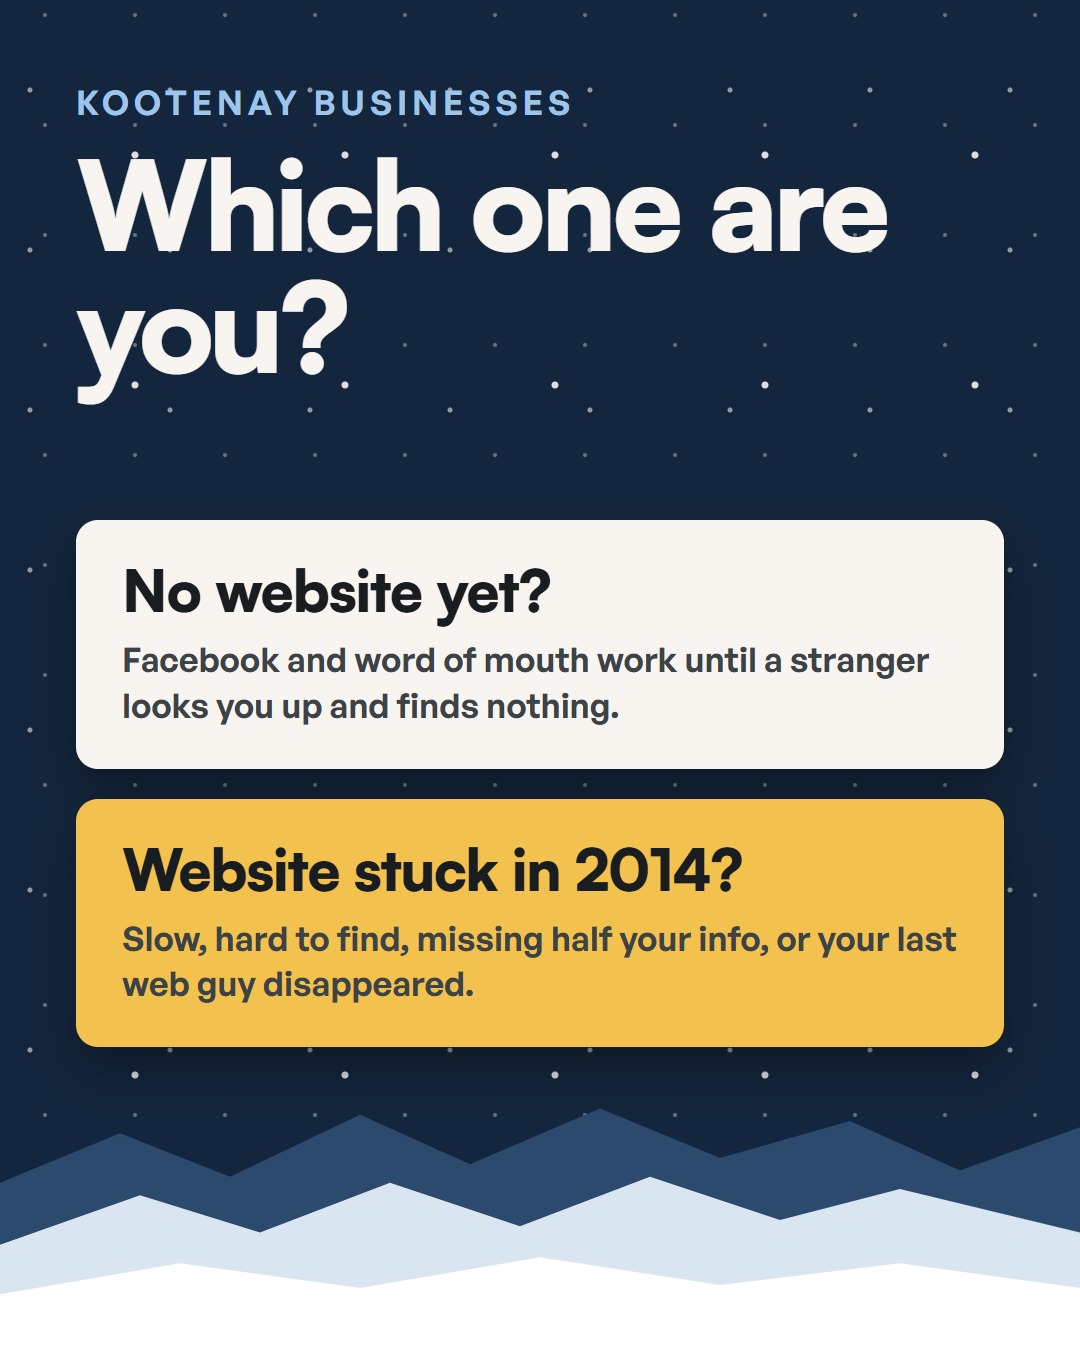 KOOTENAY BUSINESSES
Which one are
you?
No website yet?
Facebook and word of mouth work until a stranger
looks you up and finds nothing.
Website stuck in 2014?
Slow, hard to find, missing half your info, or your last
web guy disappeared.